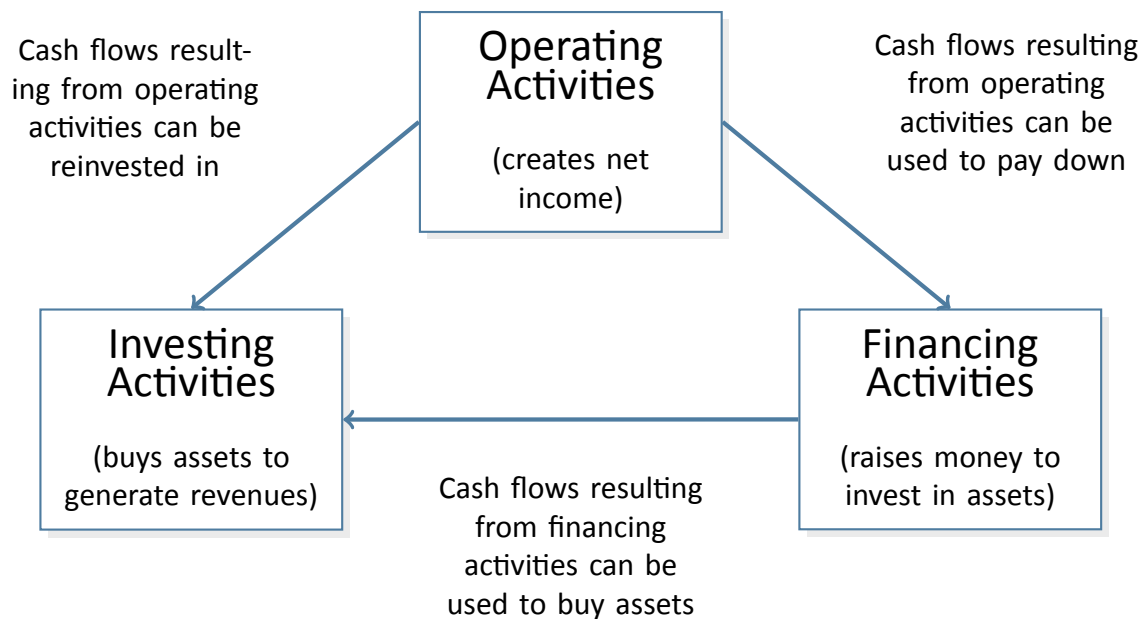 Cash flows result-
ing from operating
activities can be
reinvested in
Operating
Activities
(creates net
income)
Cash flows resulting
from operating
activities can be
used to pay down
Investing
Activities
(buys assets to
generate revenues)
Cash flows resulting
from financing
activities can be
used to buy assets
Financing
Activities
(raises money to
invest in assets)